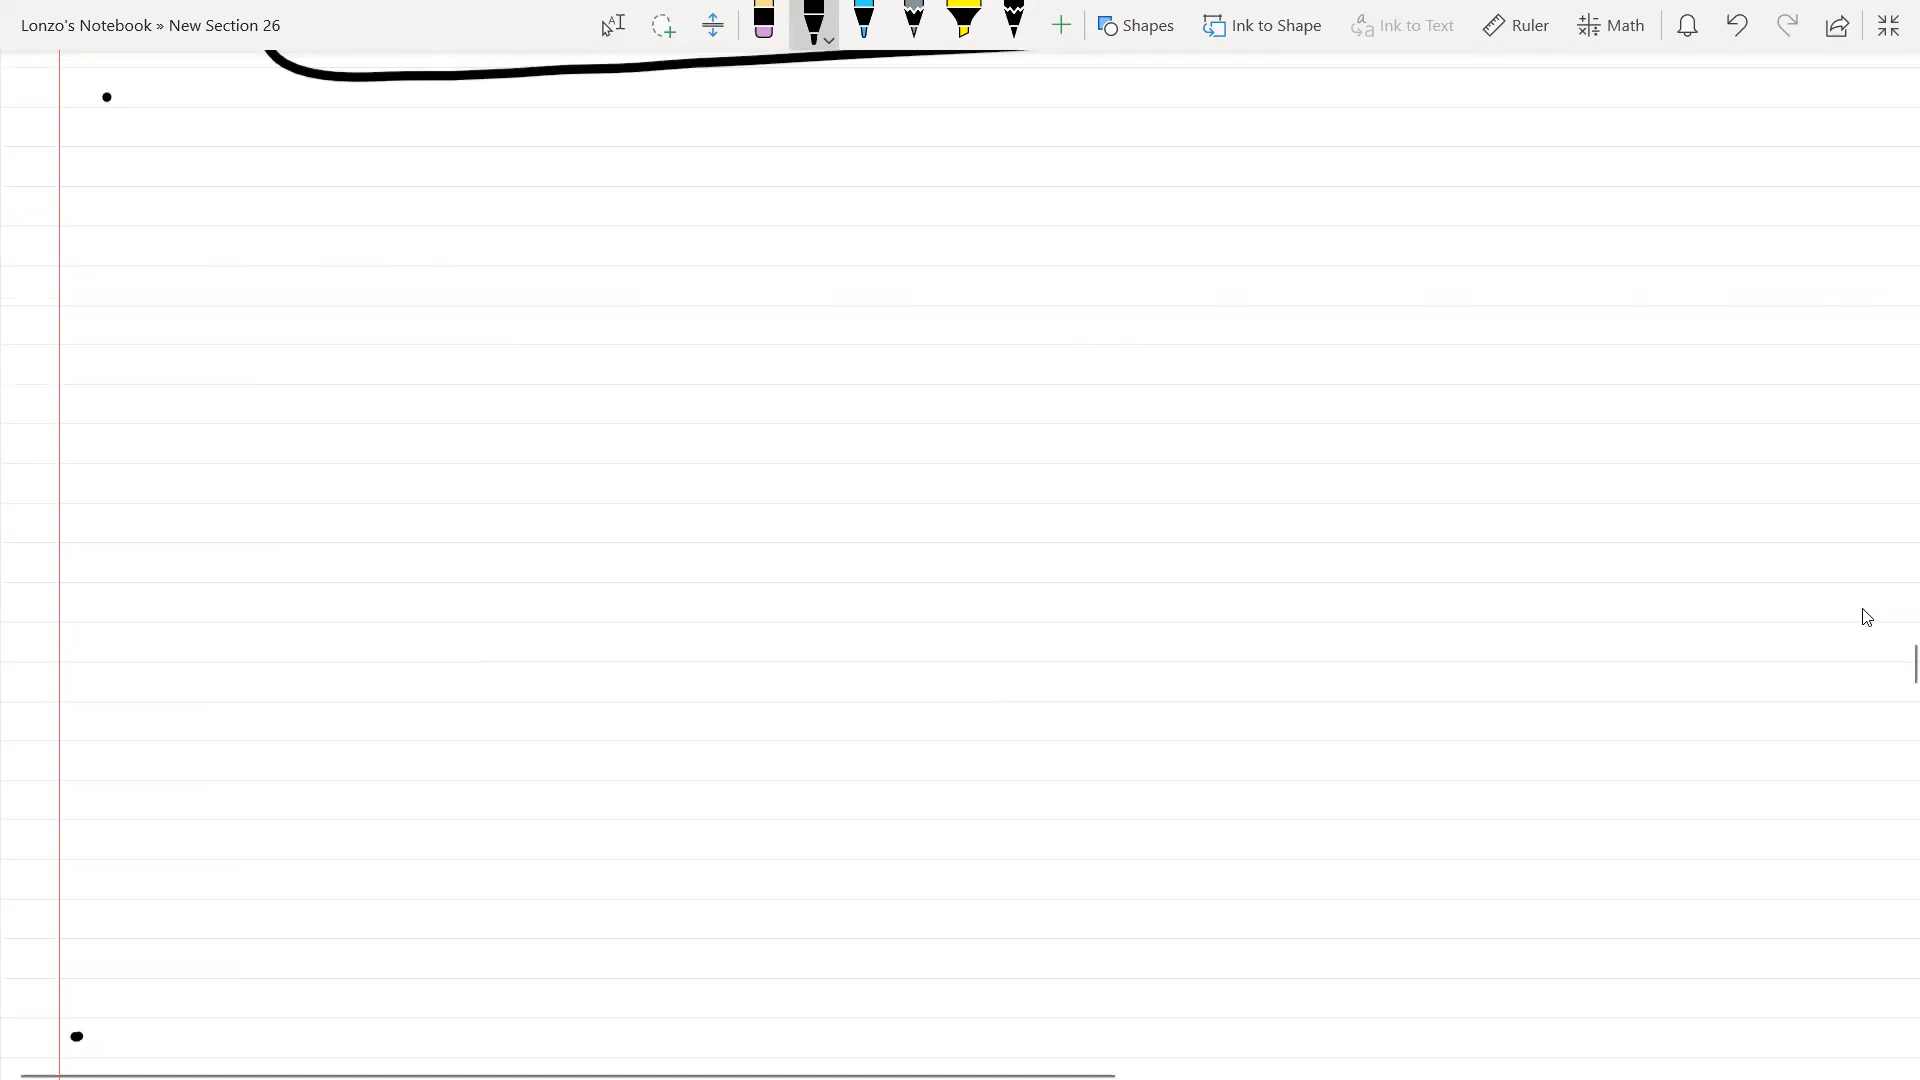 Lonzo's Notebook » New Section 26
Shapes
Ink to Shape
Ink to Text
Ruler
Math